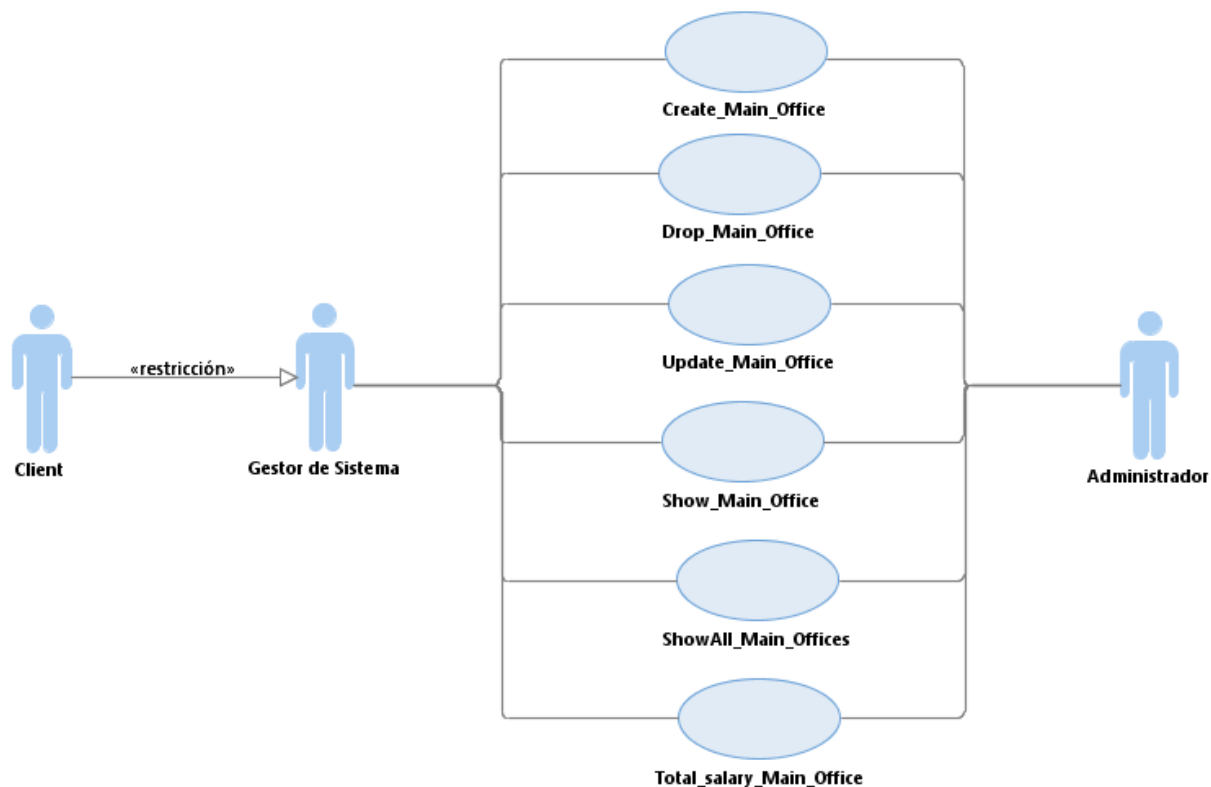 Create_Main_Office
Drop_Main_Office
Update_Main_Office
«restricción»
Client
Gestor de Sistema
Administrador
Show_Main_Office
ShowAll_Main_Offices
Total_salary_Main_Office